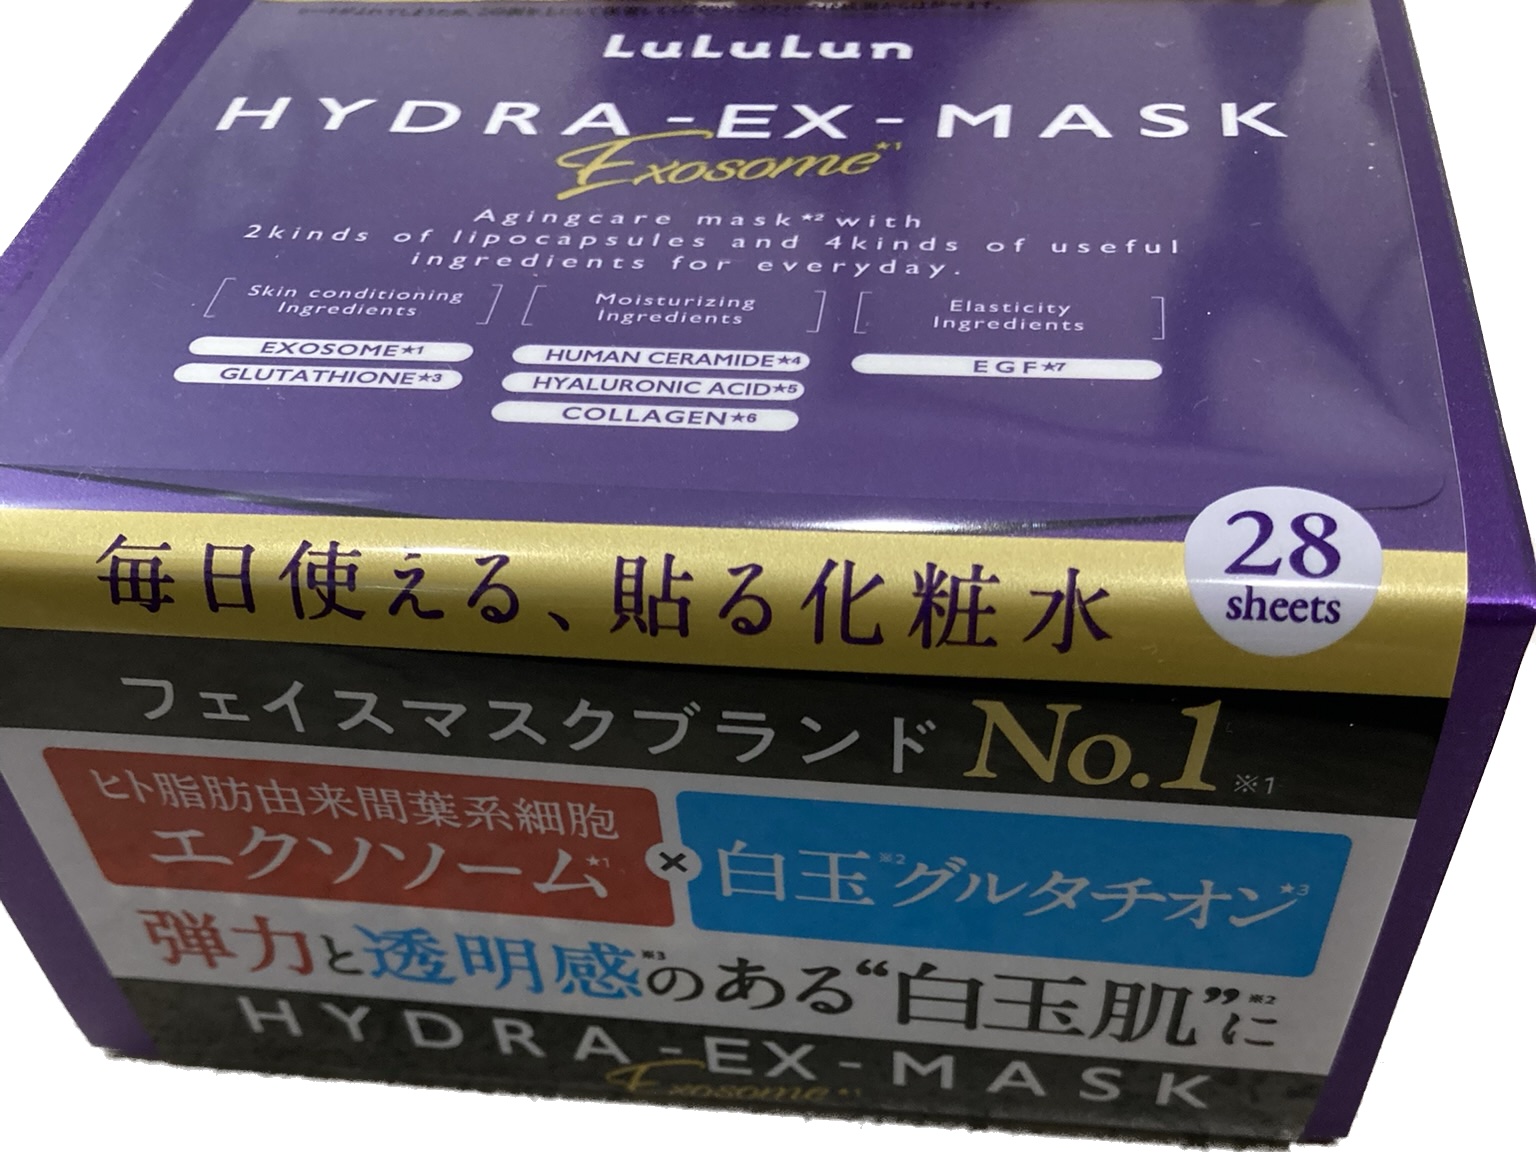 LuLuLun
HYDRA-EX-MASK
Exosome★1
Agingcare mask★2 with
2kinds of lipocapsules and 4kinds of useful
ingredients for everyday.
Skin conditioning
Ingredients
EXOSOME★1
GLUTATHIONE★3
Moisturizing
Ingredients
HUMAN CERAMIDE★4
HYALURONIC ACID★5
COLLAGEN★6
Elasticity
Ingredients
EGF★7
毎日使える、貼る化粧水
28
sheets
フェイスマスクブランド No.1 ※1
ヒト脂肪由来間葉系細胞
エクソソーム★1
×
白玉※2グルタチオン★3
弾力と透明感※3のある“白玉肌”※2に
HYDRA-EX-MASK
Exosome★1